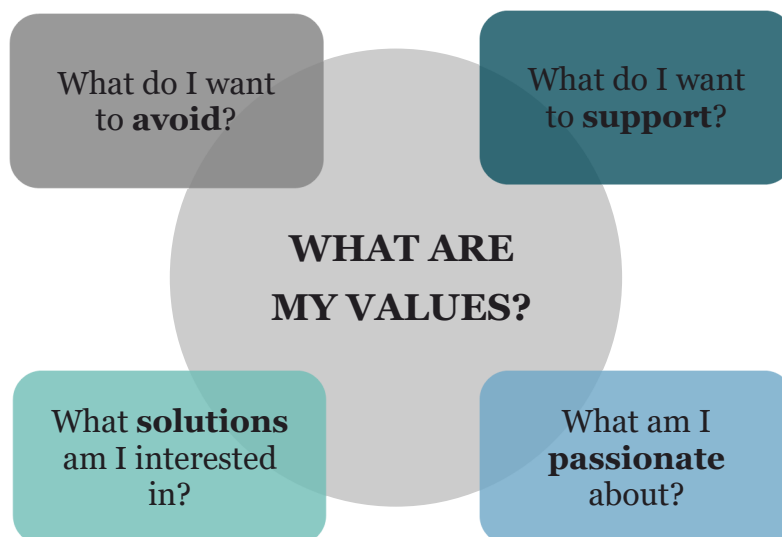 What do I want
to avoid?
What do I want
to support?
WHAT ARE
MY VALUES?
What solutions
am I interested
in?
What am I
passionate
about?